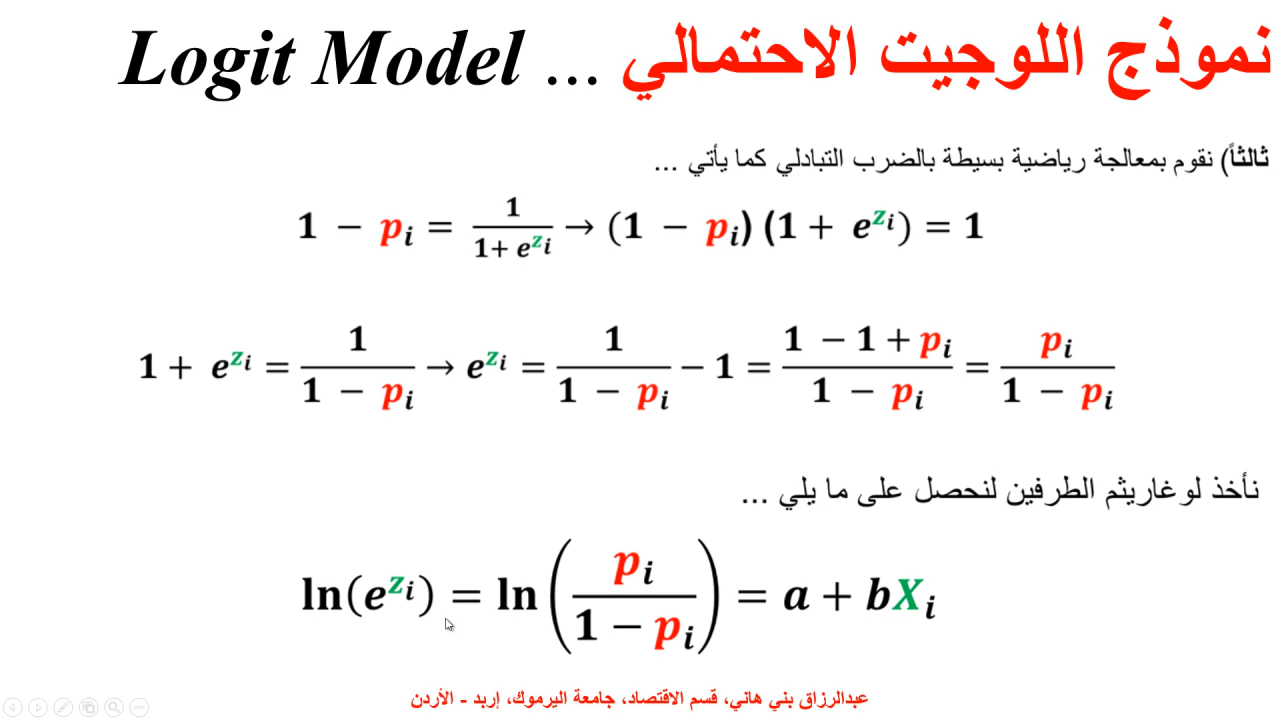 نموذج اللوجيت الاحتمالي ... Logit Model
ثالثاً) نقوم بمعالجة رياضية بسيطة بالضرب التبادلي كما يأتي ...
1 − pᵢ = 1/(1+ e^zᵢ) → (1 − pᵢ) (1 + e^zᵢ) = 1
1 + e^zᵢ = 1/(1 − pᵢ) → e^zᵢ = 1/(1 − pᵢ) − 1 = (1 − 1 + pᵢ)/(1 − pᵢ) = pᵢ/(1 − pᵢ)
نأخذ لوغاريثم الطرفين لنحصل على ما يلي ...
ln(e^zᵢ) = ln(pᵢ/(1 − pᵢ)) = a + bXᵢ
عبدالرزاق بني هاني، قسم الاقتصاد، جامعة اليرموك، إربد - الأردن